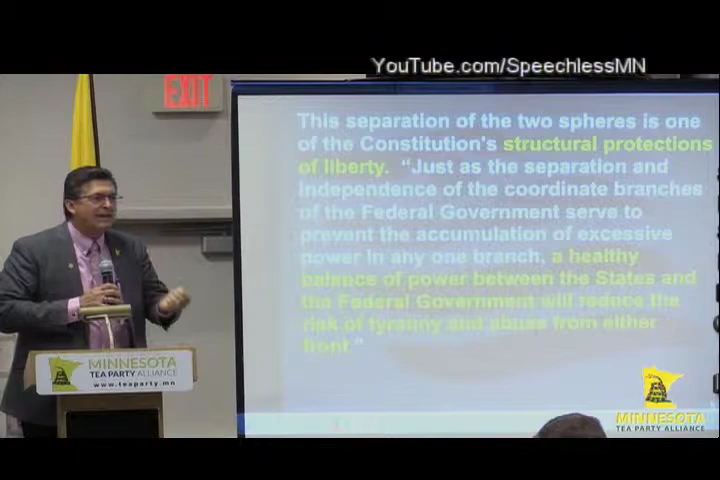 YouTube.com/SpeechlessMN
EXIT
This separation of the two spheres is one
of the Constitution's structural protections
of liberty. "Just as the separation and
Independence of the coordinate branches
of the Federal Government serve to
prevent the accumulation of excessive
power in any one branch, a healthy
balance of power between the States and
the Federal Government will reduce the
risk of tyranny and abuse from either
front."
MINNESOTA
TEA PARTY ALLIANCE
www.teaparty.mn
MINNESOTA
TEA PARTY ALLIANCE